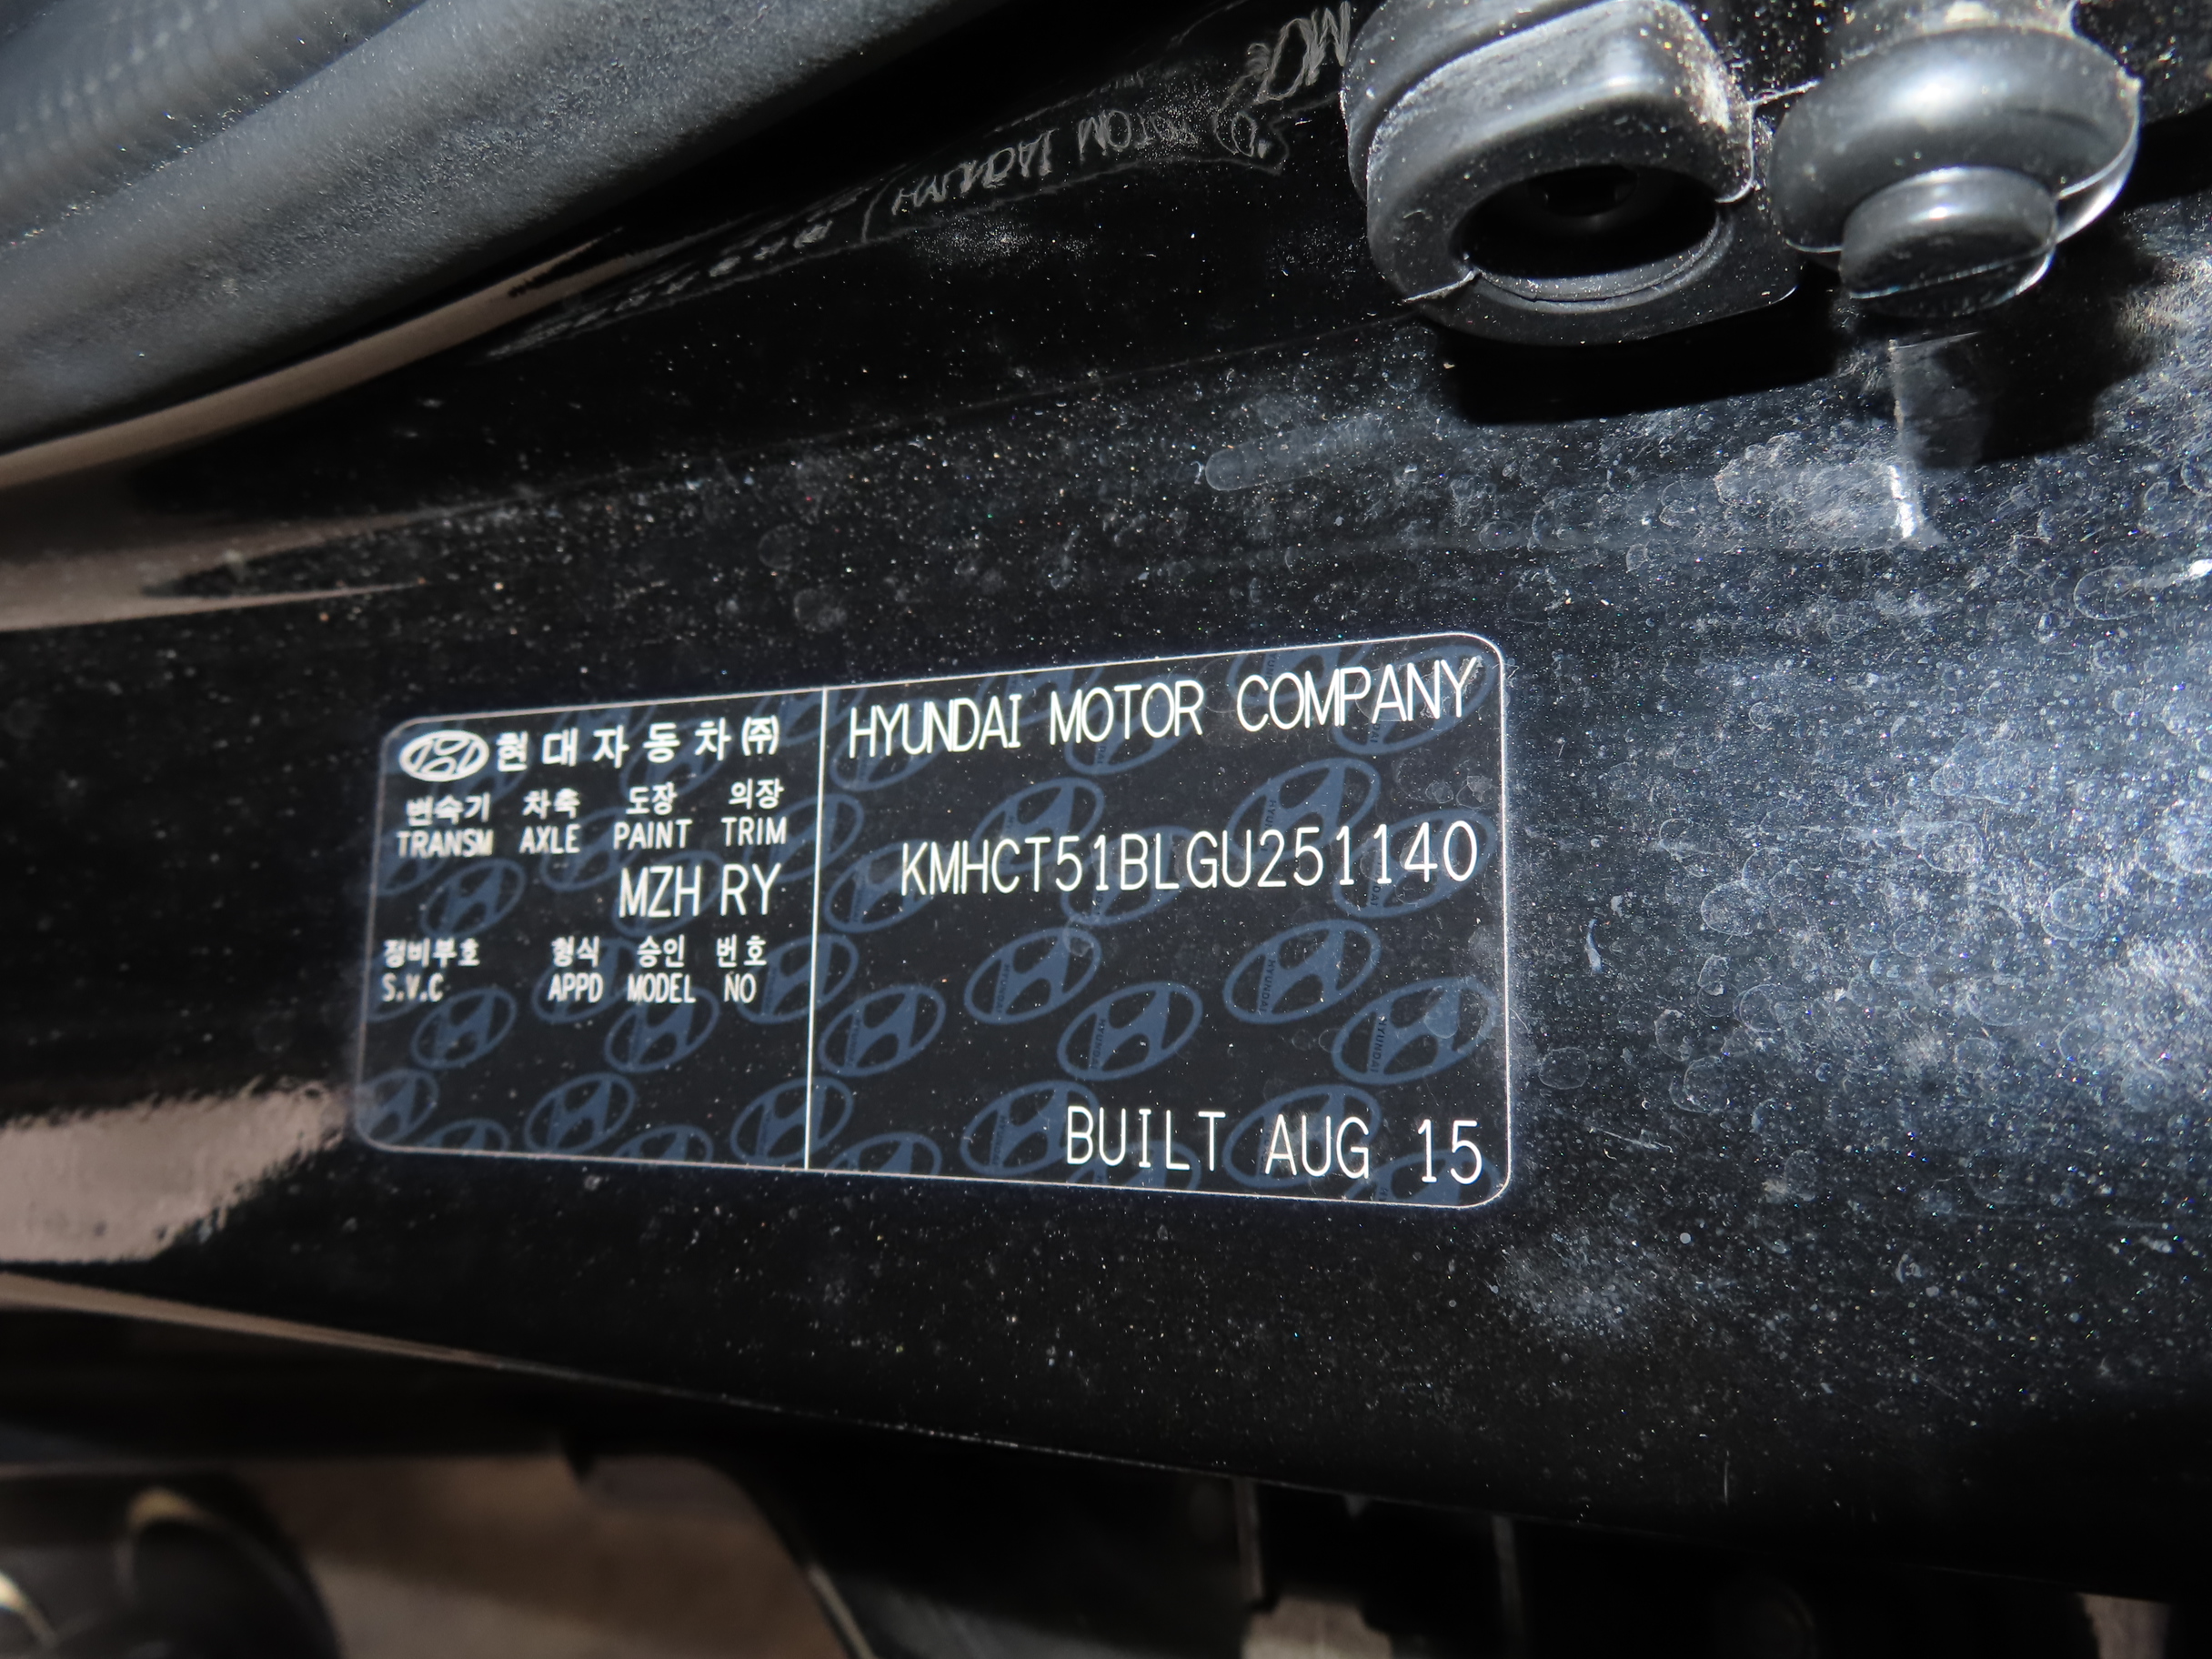 현대자동차㈜
변속기 차축 도장 의장
TRANSM AXLE PAINT TRIM
MZH RY
정비부호 형식 승인 번호
S.V.C APPD MODEL NO
HYUNDAI MOTOR COMPANY
KMHCT51BLGU251140
BUILT AUG 15